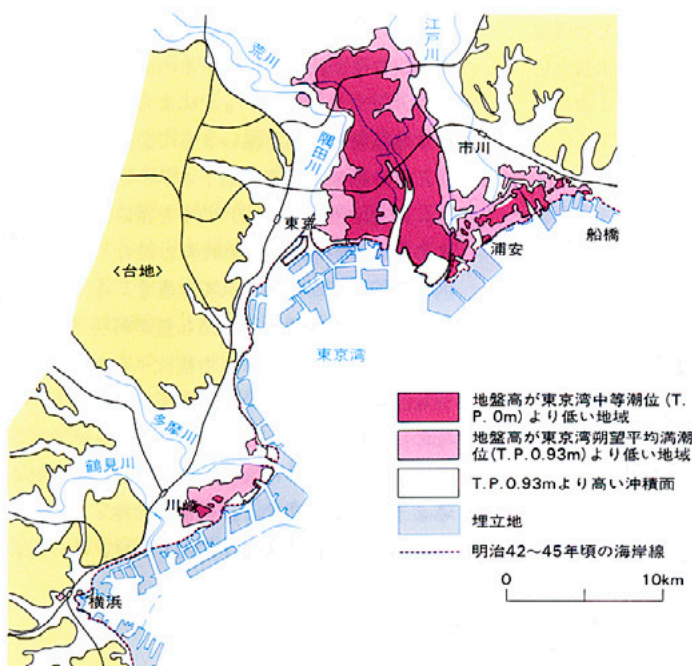 荒川
江戸川
隅田川
市川
東京
船橋
浦安
〈台地〉
東京湾
多摩川
鶴見川
川崎
横浜
地盤高が東京湾中等潮位(T.
P. 0m)より低い地域
地盤高が東京湾朔望平均満潮
位(T.P.0.93m)より低い地域
T.P.0.93mより高い沖積面
埋立地
明治42～45年頃の海岸線
0
10km